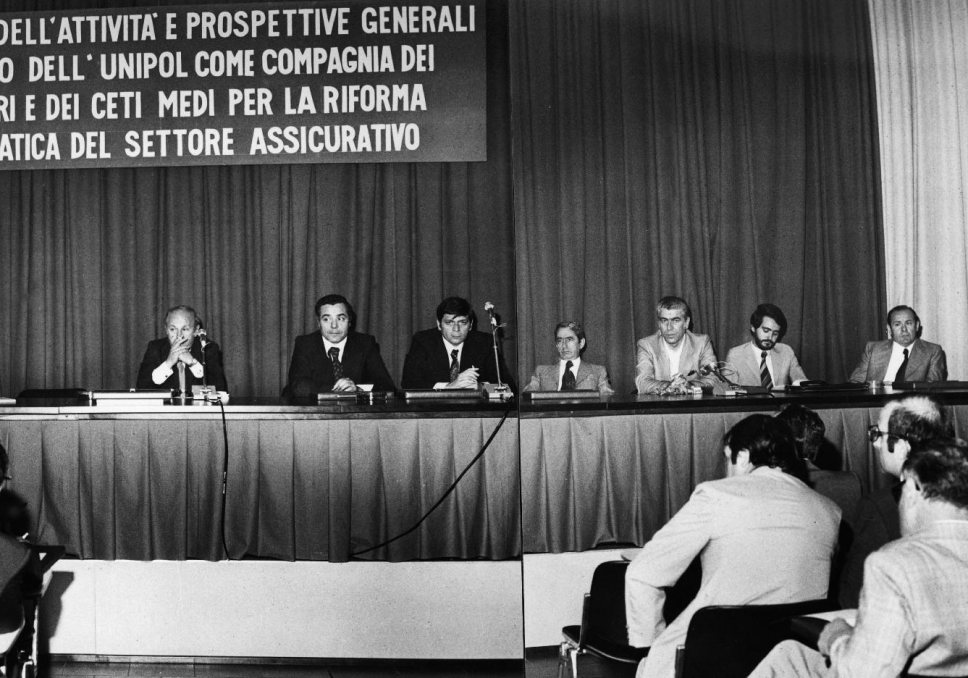 DELL'ATTIVITA' E PROSPETTIVE GENERALI
O DELL'UNIPOL COME COMPAGNIA DEI
RI E DEI CETI MEDI PER LA RIFORMA
ATICA DEL SETTORE ASSICURATIVO